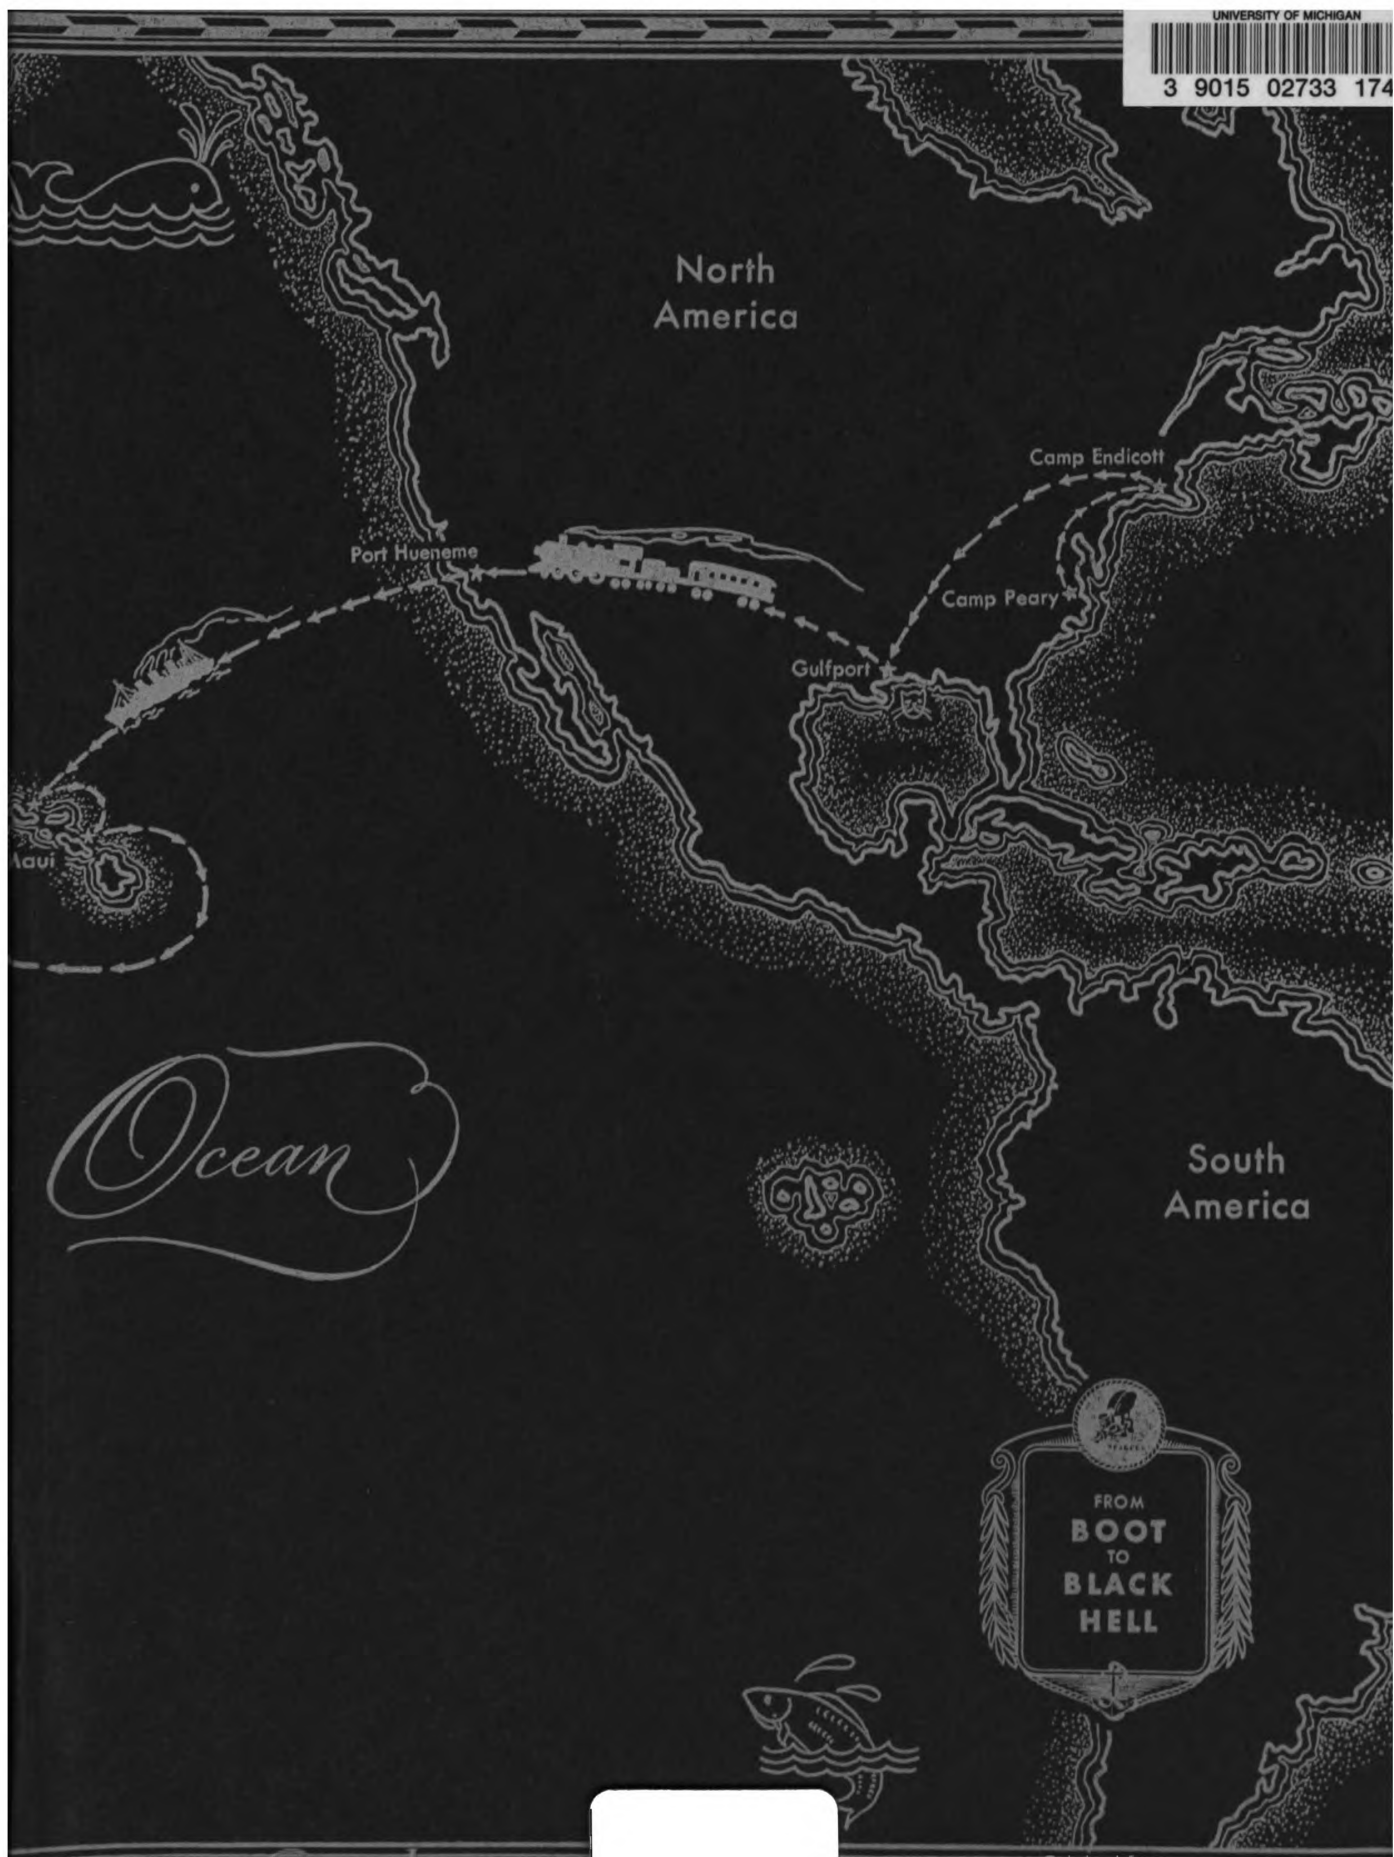 UNIVERSITY OF MICHIGAN
3 9015 02733 174
North
America
Camp Endicott
Port Hueneme
Camp Peary
Gulfport
Ocean
South
America
FROM
BOOT
TO
BLACK
HELL